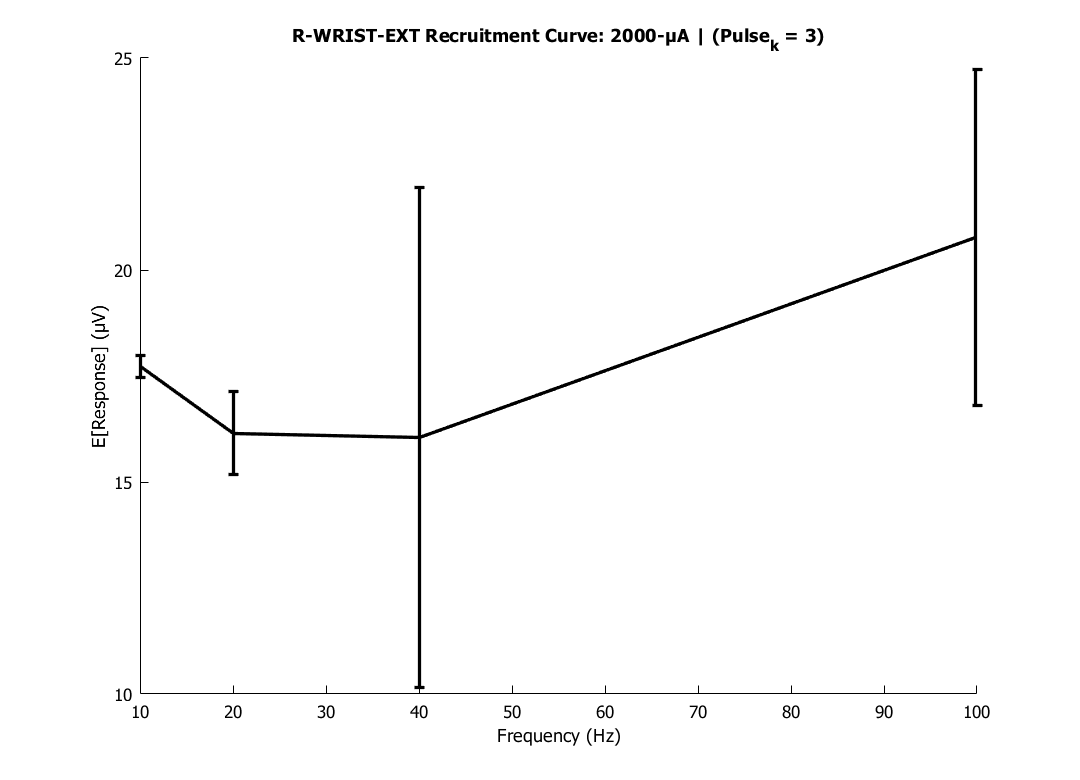 R-WRIST-EXT Recruitment Curve: 2000-µA | (Pulsek = 3)
25
20
15
10
E[Response] (µV)
10 20 30 40 50 60 70 80 90 100
Frequency (Hz)